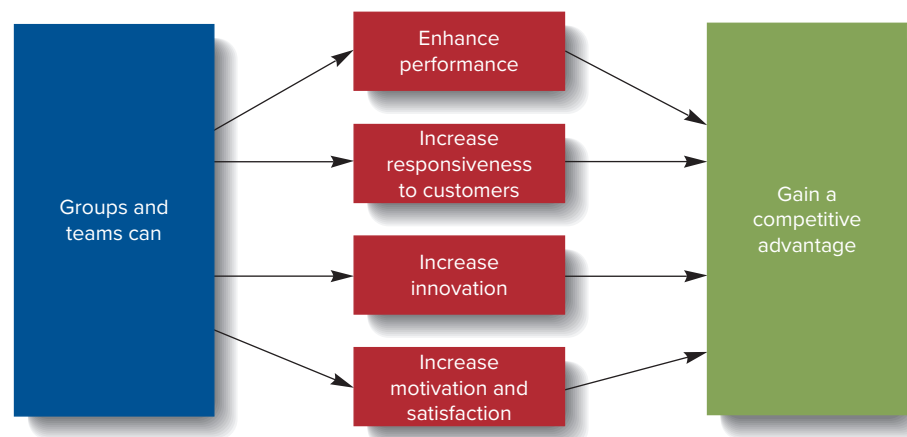 Groups and
teams can
Enhance
performance
Increase
responsiveness
to customers
Increase
innovation
Increase
motivation and
satisfaction
Gain a
competitive
advantage